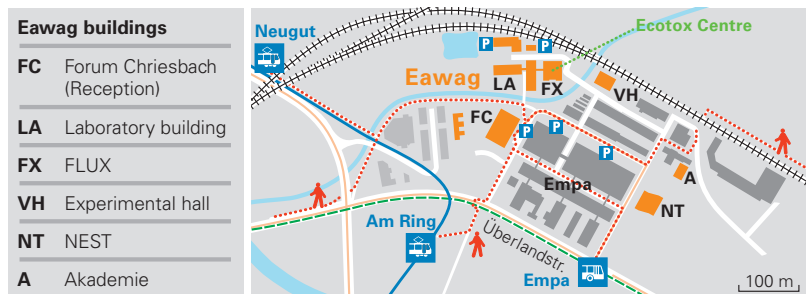 Eawag buildings
FC Forum Chriesbach
(Reception)
LA Laboratory building
FX FLUX
VH Experimental hall
NT NEST
A Akademie
Neugut
P
P
Ecotox Centre
Eawag
LA
FX
VH
FC
P
P
P
Empa
A
NT
Am Ring
Überlandstr.
Empa
100 m